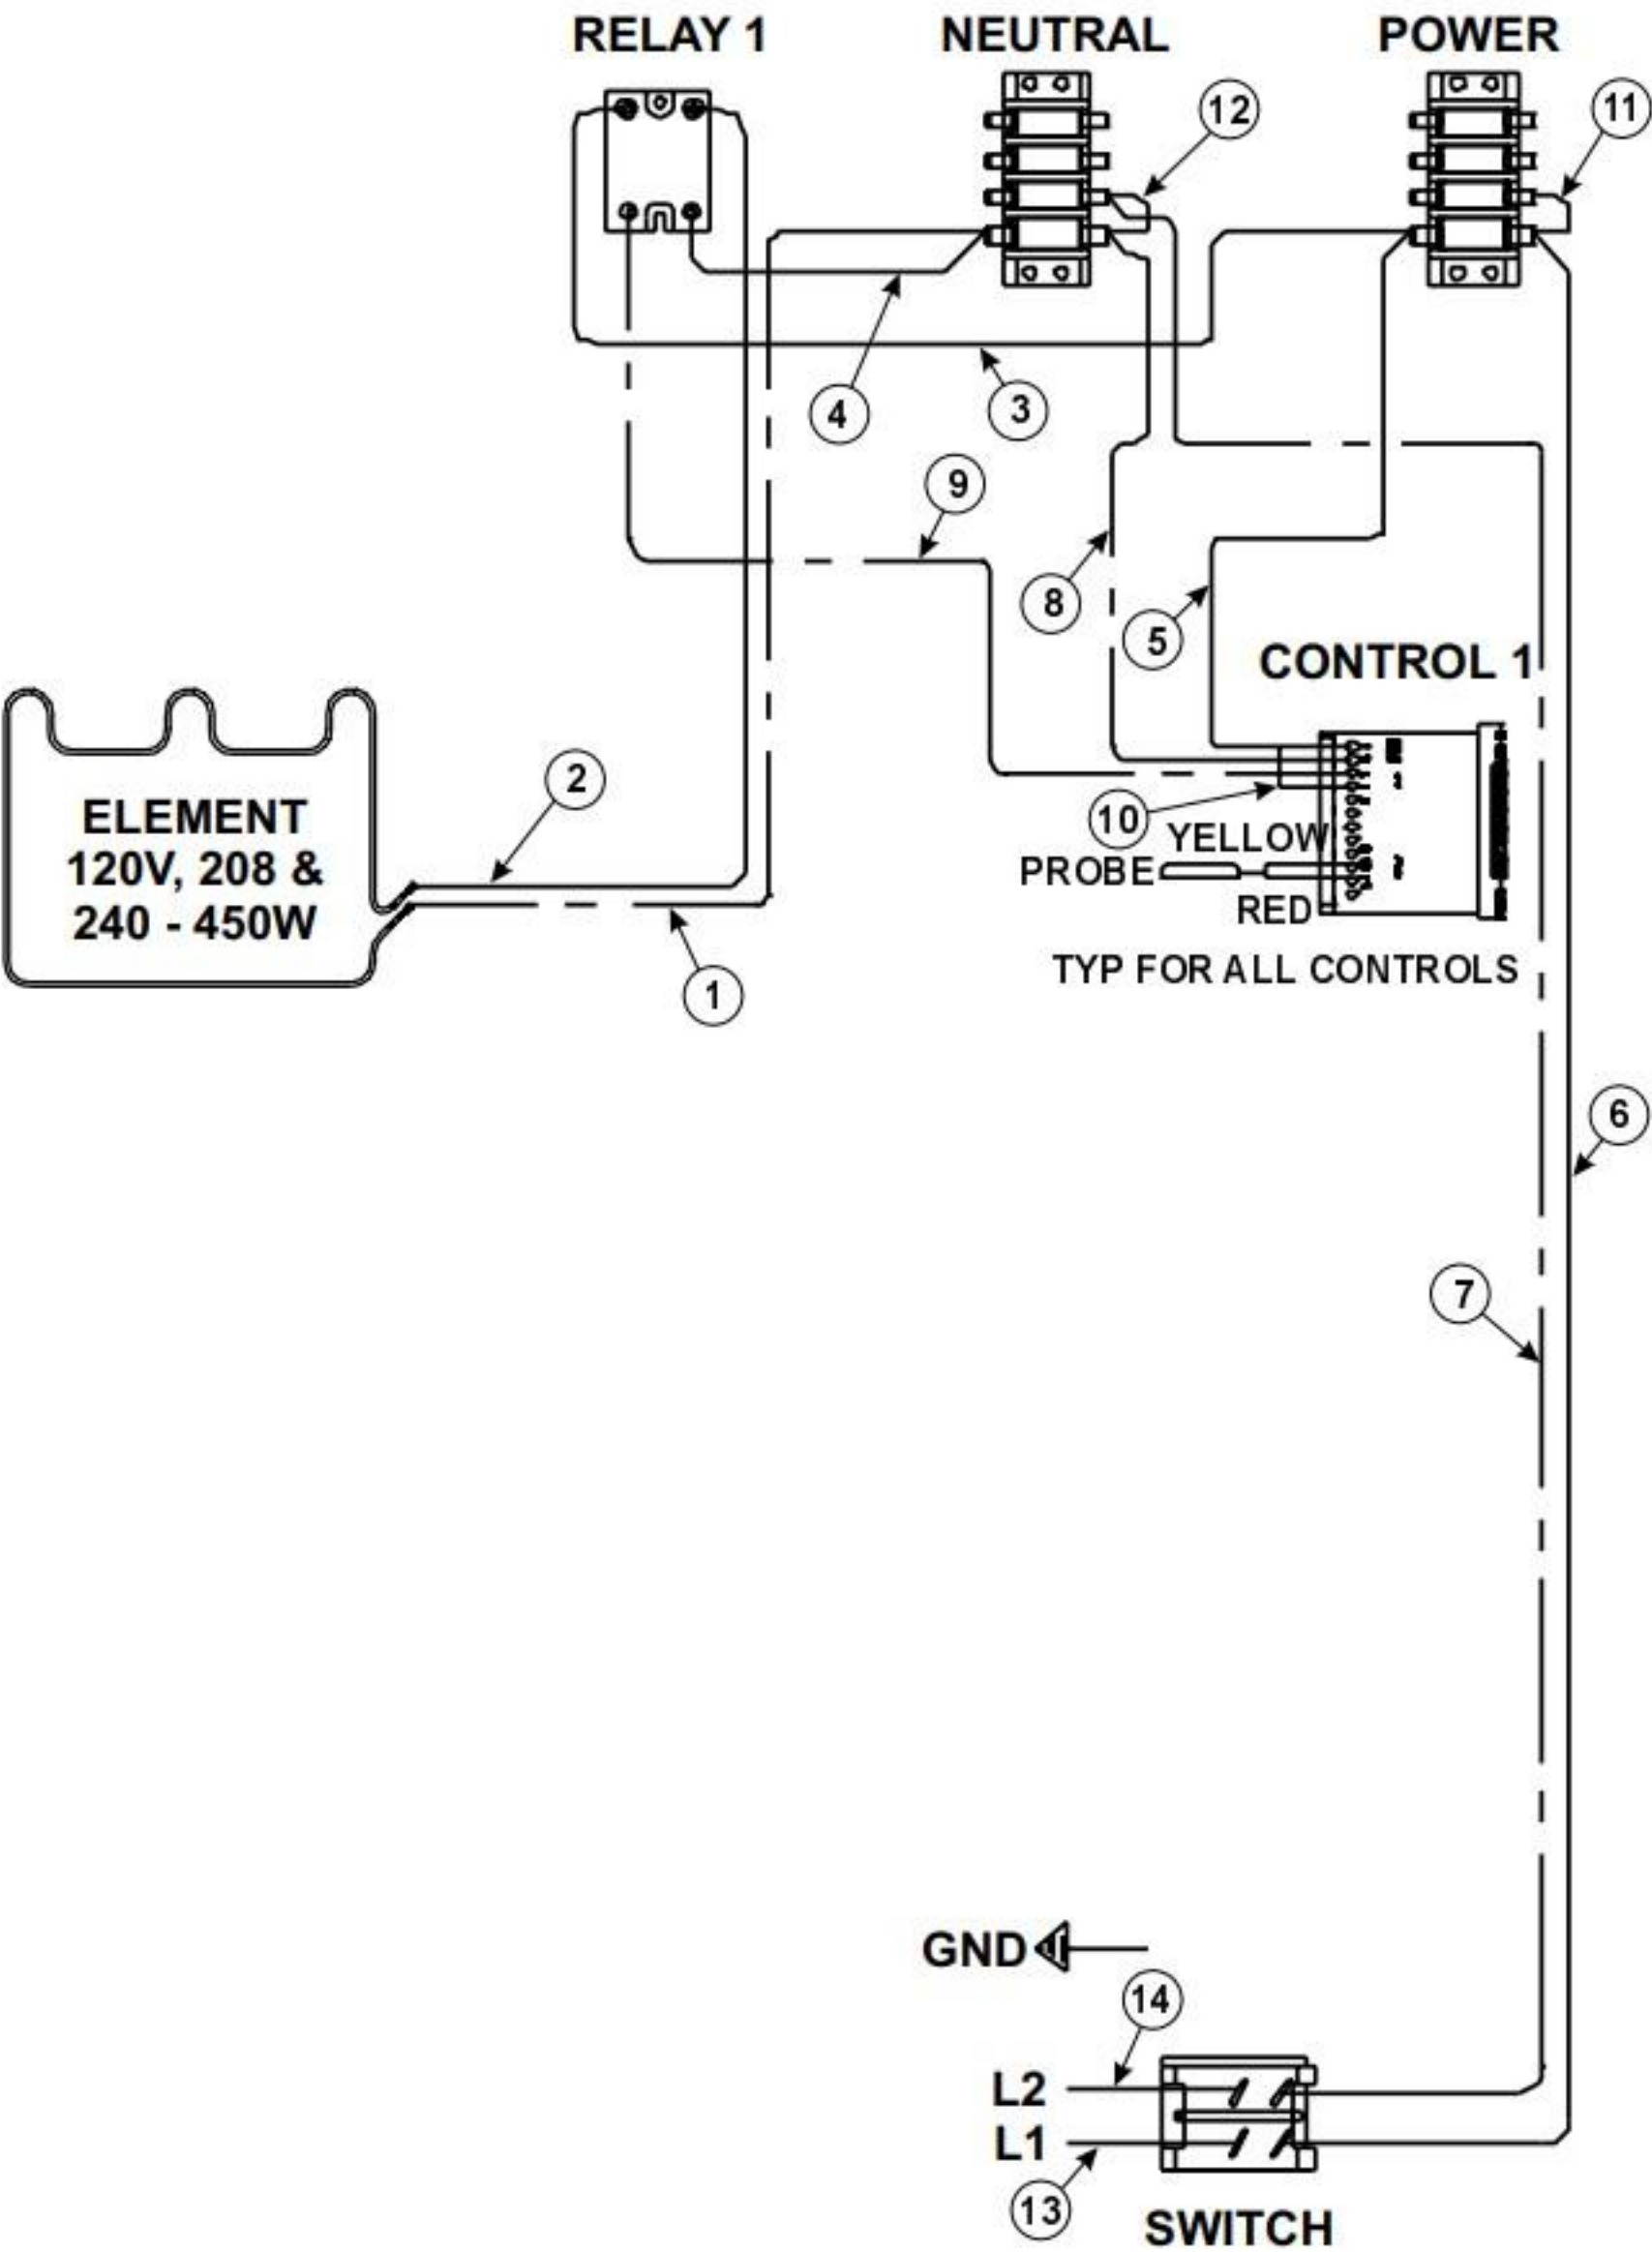 RELAY 1
NEUTRAL
POWER
12
11
4
3
9
8
5
CONTROL 1
2
ELEMENT
120V, 208 &
240 - 450W
10
YELLOW
PROBE
RED
1
TYP FOR ALL CONTROLS
6
7
GND
14
L2
L1
13
SWITCH